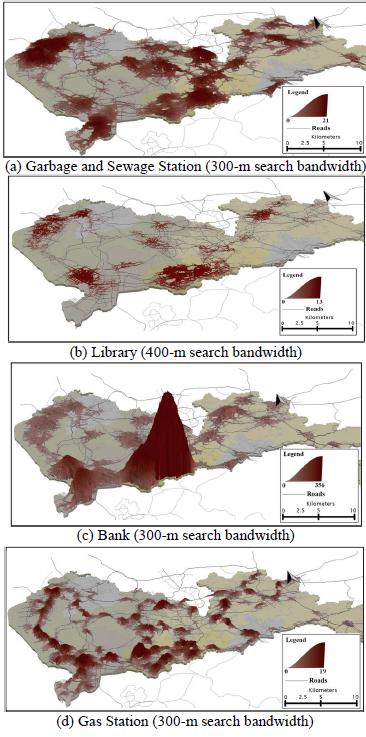 Legend
0 21
Roads
Kilometers
0 2.5 5 10
(a) Garbage and Sewage Station (300-m search bandwidth)
Legend
0 13
Roads
Kilometers
0 2.5 5 10
(b) Library (400-m search bandwidth)
Legend
0 356
Roads
Kilometers
0 2.5 5 10
(c) Bank (300-m search bandwidth)
Legend
0 19
Roads
Kilometers
0 2.5 5 10
(d) Gas Station (300-m search bandwidth)